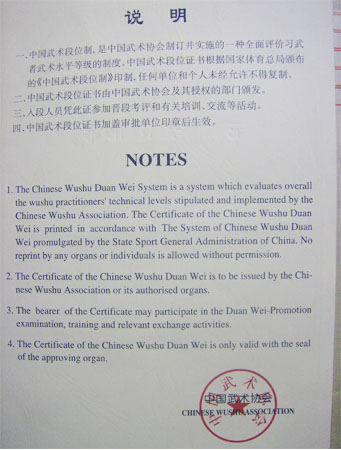 说 明
一、中国武术段位制,是中国武术协会制订并实施的一种全面评价习武
者武术水平等级的制度。中国武术段位证书根据国家体育总局颁布
的《中国武术段位制》印制,任何单位和个人未经允许不得复制。
二、中国武术段位证书由中国武术协会及其授权的部门颁发。
三、入段人员凭此证参加晋段考评和有关培训、交流等活动。
四、中国武术段位证书加盖审批单位印章后生效。
NOTES
1. The Chinese Wushu Duan Wei System is a system which evaluates overall
the wushu practitioners' technical levels stipulated and implemented by the
Chinese Wushu Association. The Certificate of the Chinese Wushu Duan
Wei is printed in accordance with The System of Chinese Wushu Duan
Wei promulgated by the State Sport General Administration of China. No
reprint by any organs or individuals is allowed without permission.
2. The Certificate of the Chinese Wushu Duan Wei is to be issued by the Chi-
nese Wushu Association or its authorised organs.
3. The bearer of the Certificate may participate in the Duan Wei-Promotion
examination, training and relevant exchange activities.
4. The Certificate of the Chinese Wushu Duan Wei is only valid with the seal
of the approving organ.
中国武术协会
中国武术协会
CHINESE WUSHU ASSOCIATION